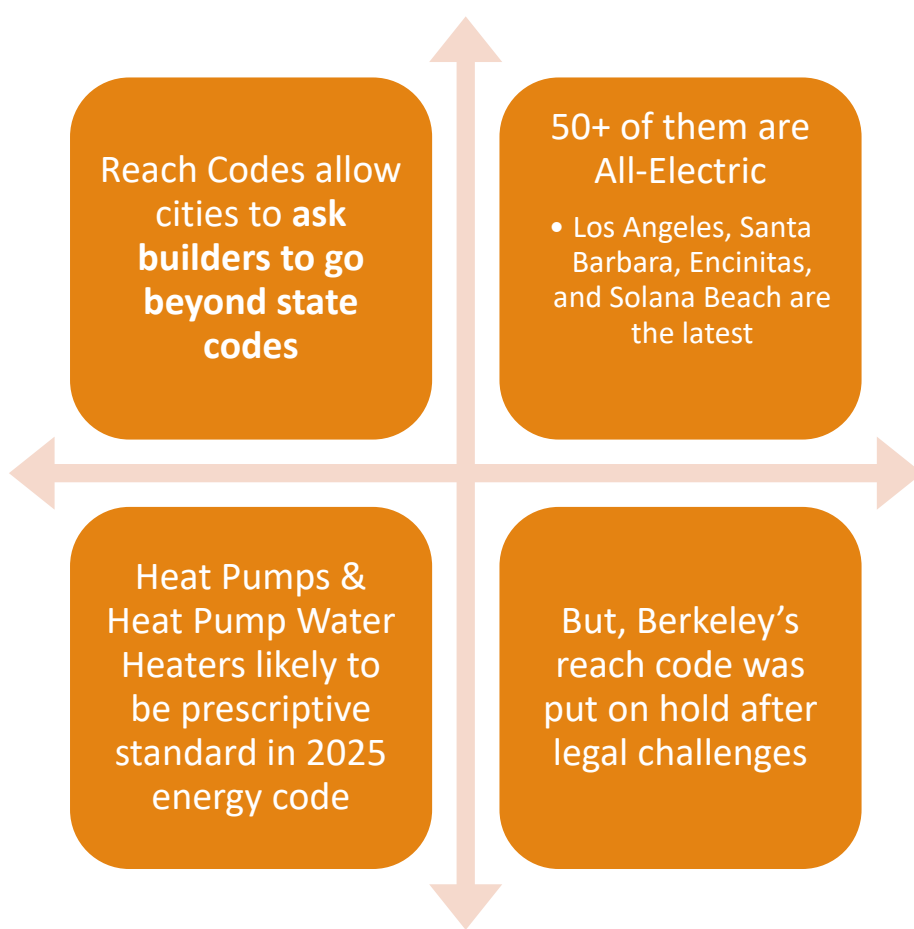 Reach Codes allow
cities to ask
builders to go
beyond state
codes
50+ of them are
All-Electric
• Los Angeles, Santa
Barbara, Encinitas,
and Solana Beach are
the latest
Heat Pumps &
Heat Pump Water
Heaters likely to
be prescriptive
standard in 2025
energy code
But, Berkeley’s
reach code was
put on hold after
legal challenges